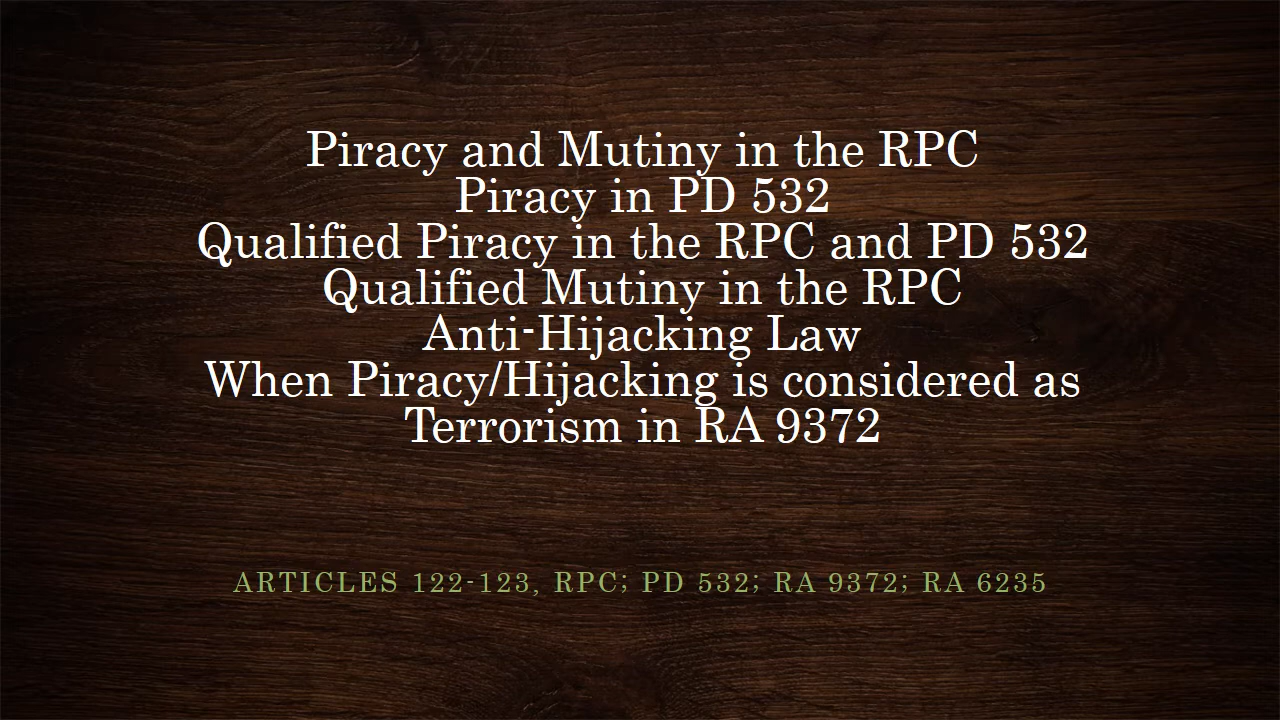 Piracy and Mutiny in the RPC
Piracy in PD 532
Qualified Piracy in the RPC and PD 532
Qualified Mutiny in the RPC
Anti-Hijacking Law
When Piracy/Hijacking is considered as
Terrorism in RA 9372
ARTICLES 122-123, RPC; PD 532; RA 9372; RA 6235